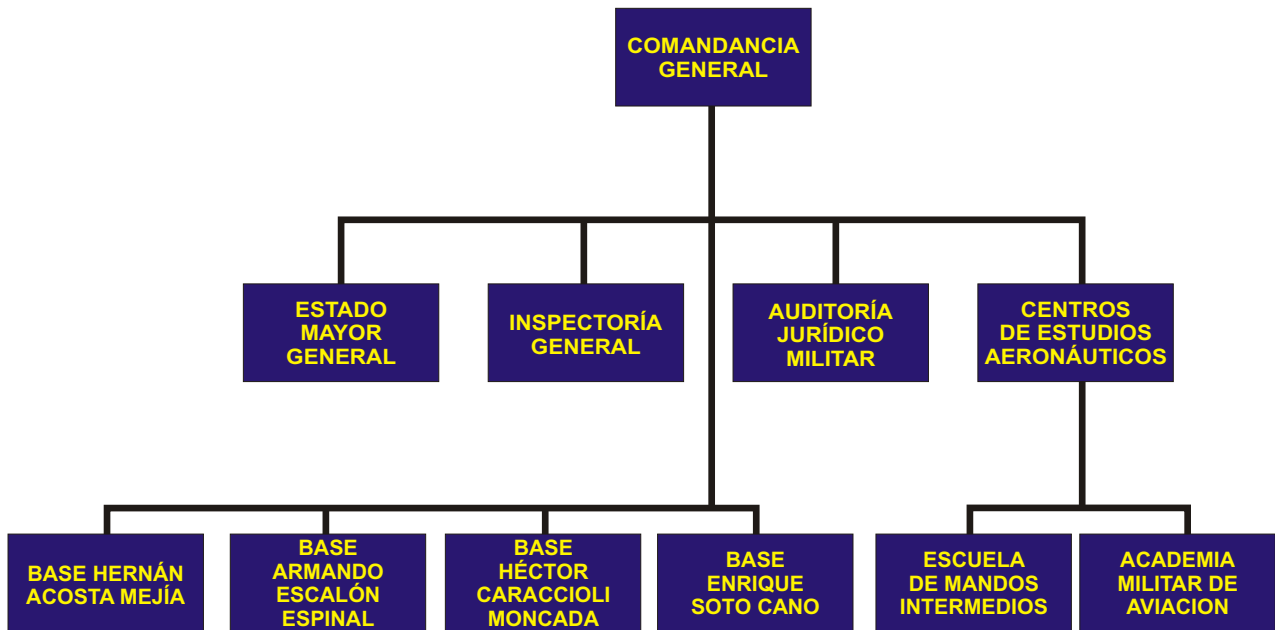 COMANDANCIA
GENERAL
ESTADO
MAYOR
GENERAL
INSPECTORÍA
GENERAL
AUDITORÍA
JURÍDICO
MILITAR
CENTROS
DE ESTUDIOS
AERONÁUTICOS
BASE HERNÁN
ACOSTA MEJÍA
BASE
ARMANDO
ESCALÓN
ESPINAL
BASE
HÉCTOR
CARACCIOLI
MONCADA
BASE
ENRIQUE
SOTO CANO
ESCUELA
DE MANDOS
INTERMEDIOS
ACADEMIA
MILITAR DE
AVIACION